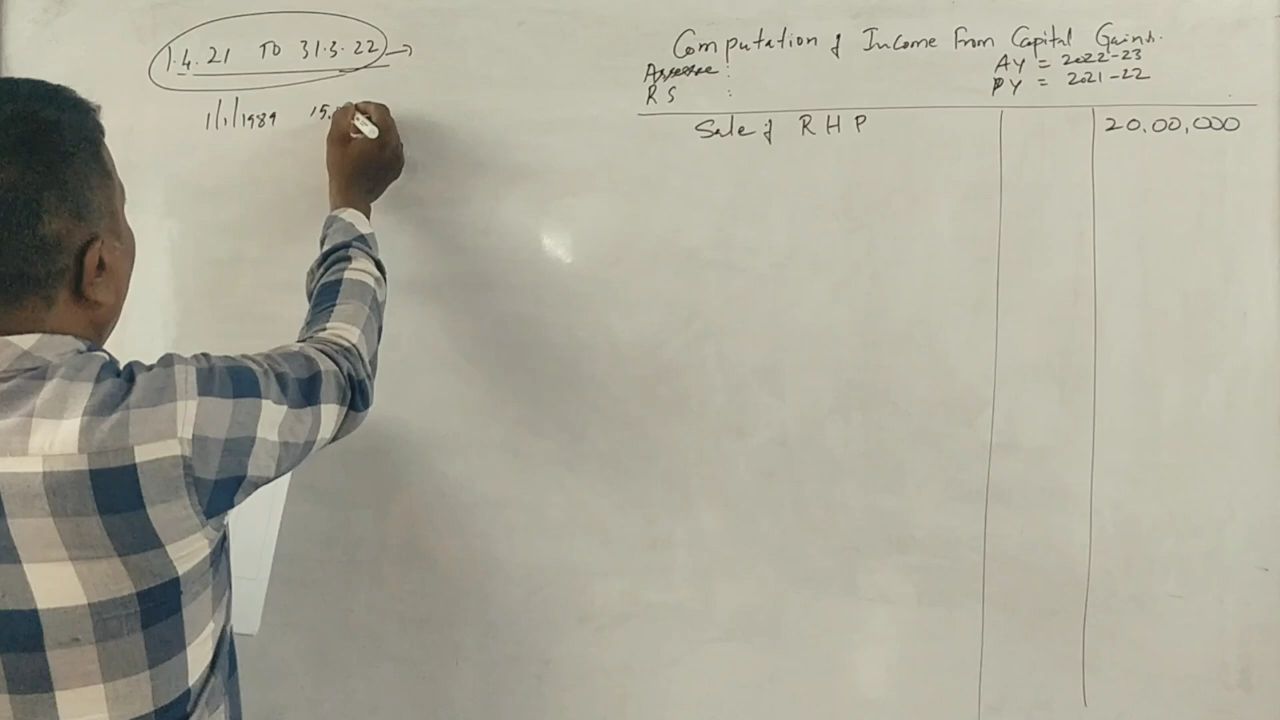 1.4.21 TO 31.3.22 →
1/1/1989 15.
Computation of Income From Capital Gains.
Assessee :
AY = 2022-23
RS :
PY = 2021-22
Sale of R H P 20,00,000